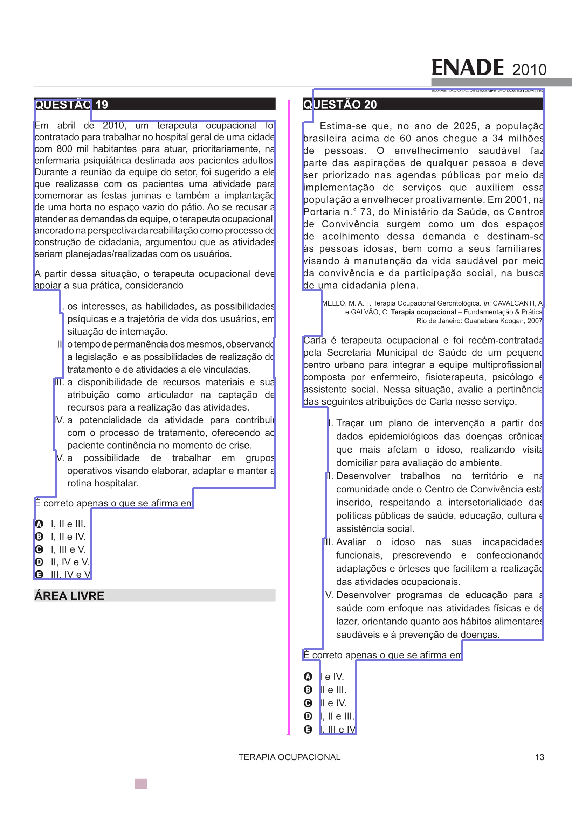 ENADE 2010
QUESTÃO 19
Em abril de 2010, um terapeuta ocupacional foi
contratado para trabalhar no hospital geral de uma cidade
com 800 mil habitantes para atuar, prioritariamente, na
enfermaria psiquiátrica destinada aos pacientes adultos.
Durante a reunião da equipe do setor, foi sugerido a ele
que realizasse com os pacientes uma atividade para
comemorar as festas juninas e também a implantação
de uma horta no espaço vazio do pátio. Ao se recusar a
atender as demandas da equipe, o terapeuta ocupacional,
ancorado na perspectiva da reabilitação como processo de
construção de cidadania, argumentou que as atividades
seriam planejadas/realizadas com os usuários.
A partir dessa situação, o terapeuta ocupacional deve
apoiar a sua prática, considerando
I. os interesses, as habilidades, as possibilidades
psíquicas e a trajetória de vida dos usuários, em
situação de internação.
II. o tempo de permanência dos mesmos, observando
a legislação e as possibilidades de realização do
tratamento e de atividades a ele vinculadas.
III. a disponibilidade de recursos materiais e sua
atribuição como articulador na captação de
recursos para a realização das atividades.
IV. a potencialidade da atividade para contribuir
com o processo de tratamento, oferecendo ao
paciente continência no momento de crise.
V. a possibilidade de trabalhar em grupos
operativos visando elaborar, adaptar e manter a
rotina hospitalar.
É correto apenas o que se afirma em
A I, II e III.
B I, II e IV.
C I, III e V.
D II, IV e V.
E III, IV e V.
ÁREA LIVRE
QUESTÃO 20
Estima-se que, no ano de 2025, a população
brasileira acima de 60 anos chegue a 34 milhões
de pessoas. O envelhecimento saudável faz
parte das aspirações de qualquer pessoa e deve
ser priorizado nas agendas públicas por meio da
implementação de serviços que auxiliem essa
população a envelhecer proativamente. Em 2001, na
Portaria n.º 73, do Ministério da Saúde, os Centros
de Convivência surgem como um dos espaços
de acolhimento dessa demanda e destinam-se
às pessoas idosas, bem como a seus familiares,
visando à manutenção da vida saudável por meio
da convivência e da participação social, na busca
de uma cidadania plena.
MELLO, M. A. F. Terapia Ocupacional Gerontológica. In: CAVALCANTI, A.
e GALVÃO, C. Terapia ocupacional – Fundamentação & Prática.
Rio de Janeiro: Guanabara Koogan, 2007.
Carla é terapeuta ocupacional e foi recém-contratada
pela Secretaria Municipal de Saúde de um pequeno
centro urbano para integrar a equipe multiprofissional,
composta por enfermeiro, fisioterapeuta, psicólogo e
assistente social. Nessa situação, avalie a pertinência
das seguintes atribuições de Carla nesse serviço.
I. Traçar um plano de intervenção a partir dos
dados epidemiológicos das doenças crônicas
que mais afetam o idoso, realizando visita
domiciliar para avaliação do ambiente.
II. Desenvolver trabalhos no território e na
comunidade onde o Centro de Convivência está
inserido, respeitando a intersetorialidade das
políticas públicas de saúde, educação, cultura e
assistência social.
III. Avaliar o idoso nas suas incapacidades
funcionais, prescrevendo e confeccionando
adaptações e órteses que facilitem a realização
das atividades ocupacionais.
IV. Desenvolver programas de educação para a
saúde com enfoque nas atividades físicas e de
lazer, orientando quanto aos hábitos alimentares
saudáveis e à prevenção de doenças.
É correto apenas o que se afirma em
A I e IV.
B II e III.
C II e IV.
D I, II e III.
E I, III e IV.
TERAPIA OCUPACIONAL
13